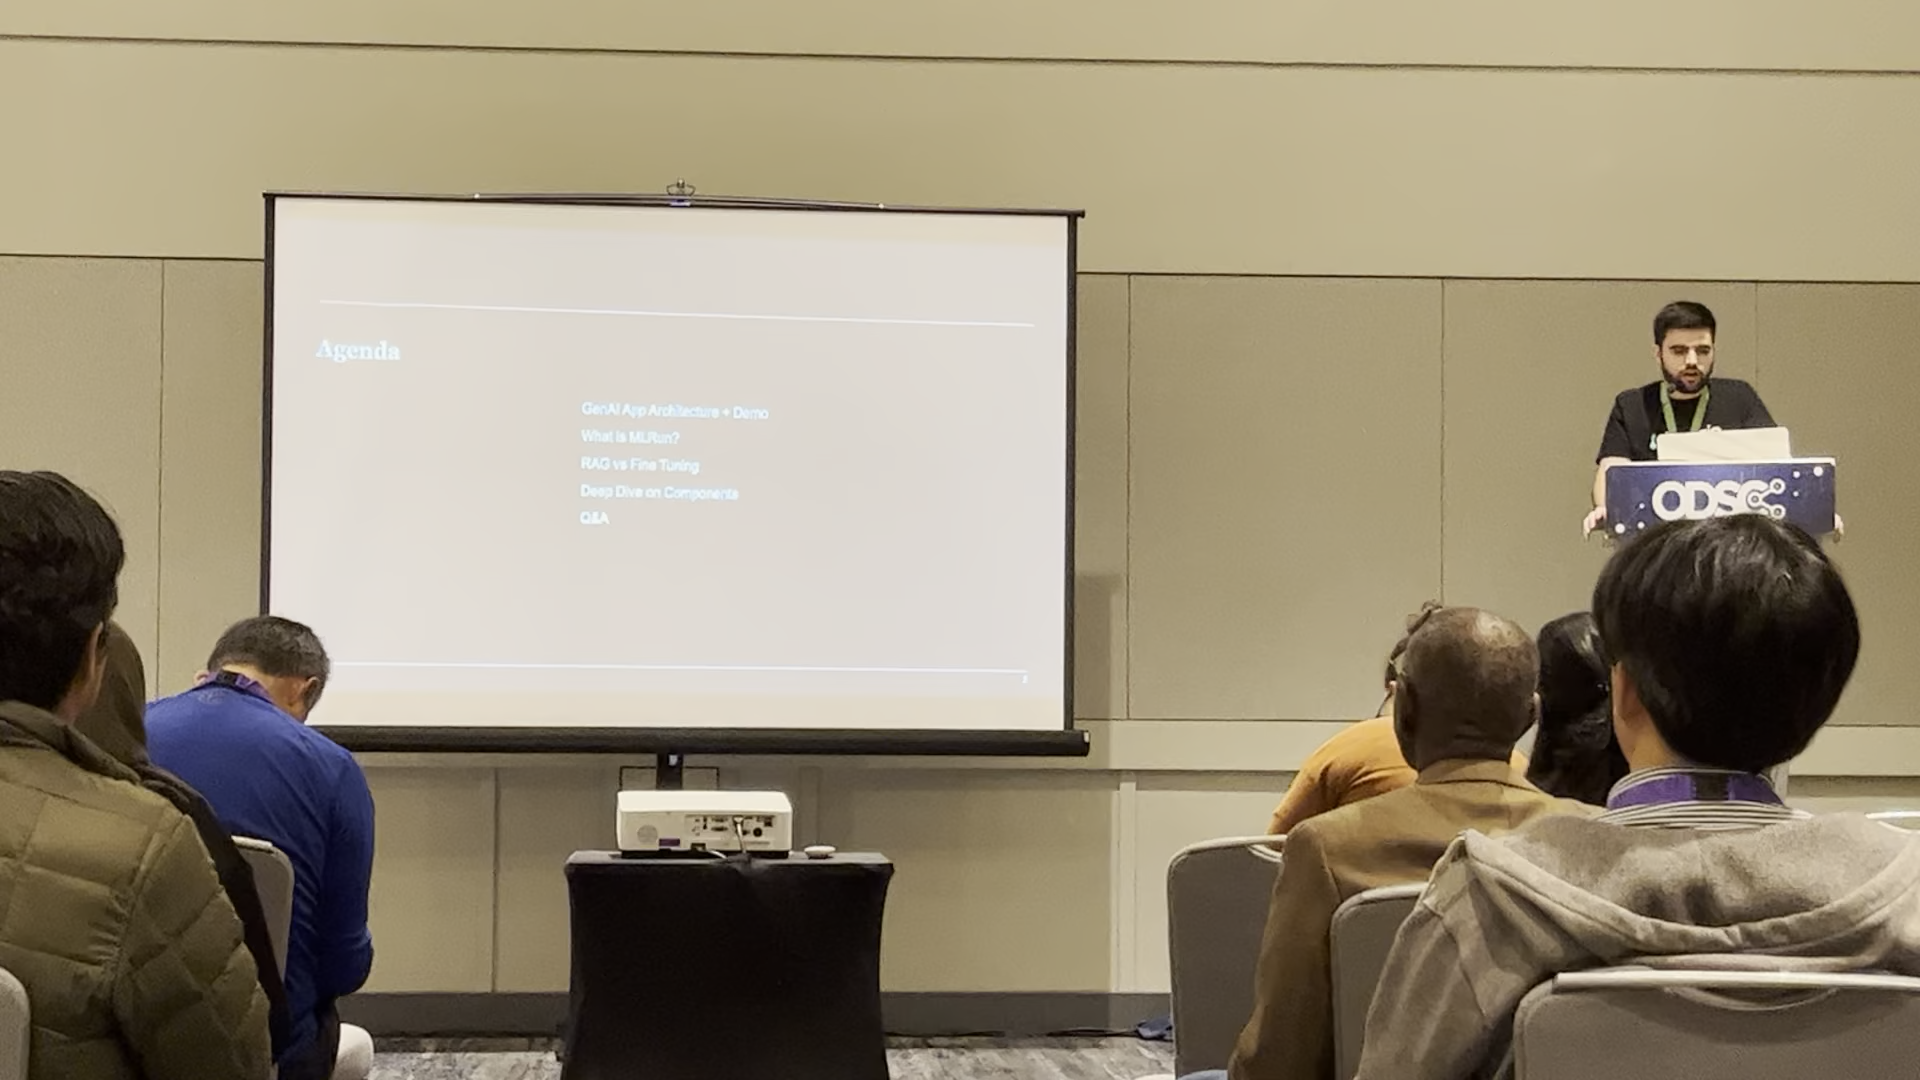 Agenda
GenAI App Architecture + Demo
What is MLRun?
RAG vs Fine Tuning
Deep Dive on Components
Q&A
ODSC